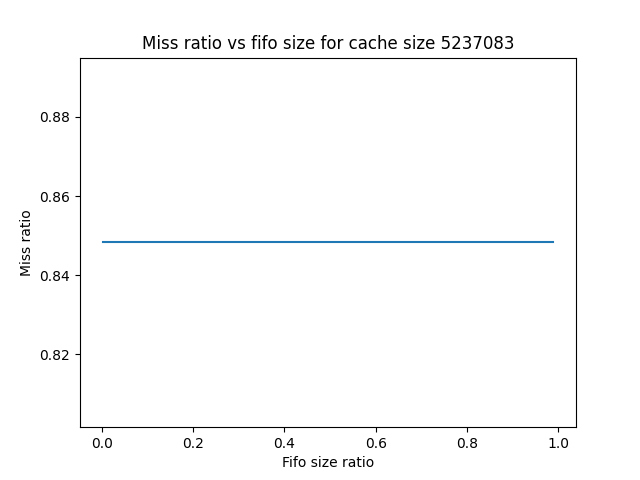 Miss ratio vs fifo size for cache size 5237083
0.88
0.86
0.84
0.82
Miss ratio
0.0 0.2 0.4 0.6 0.8 1.0
Fifo size ratio